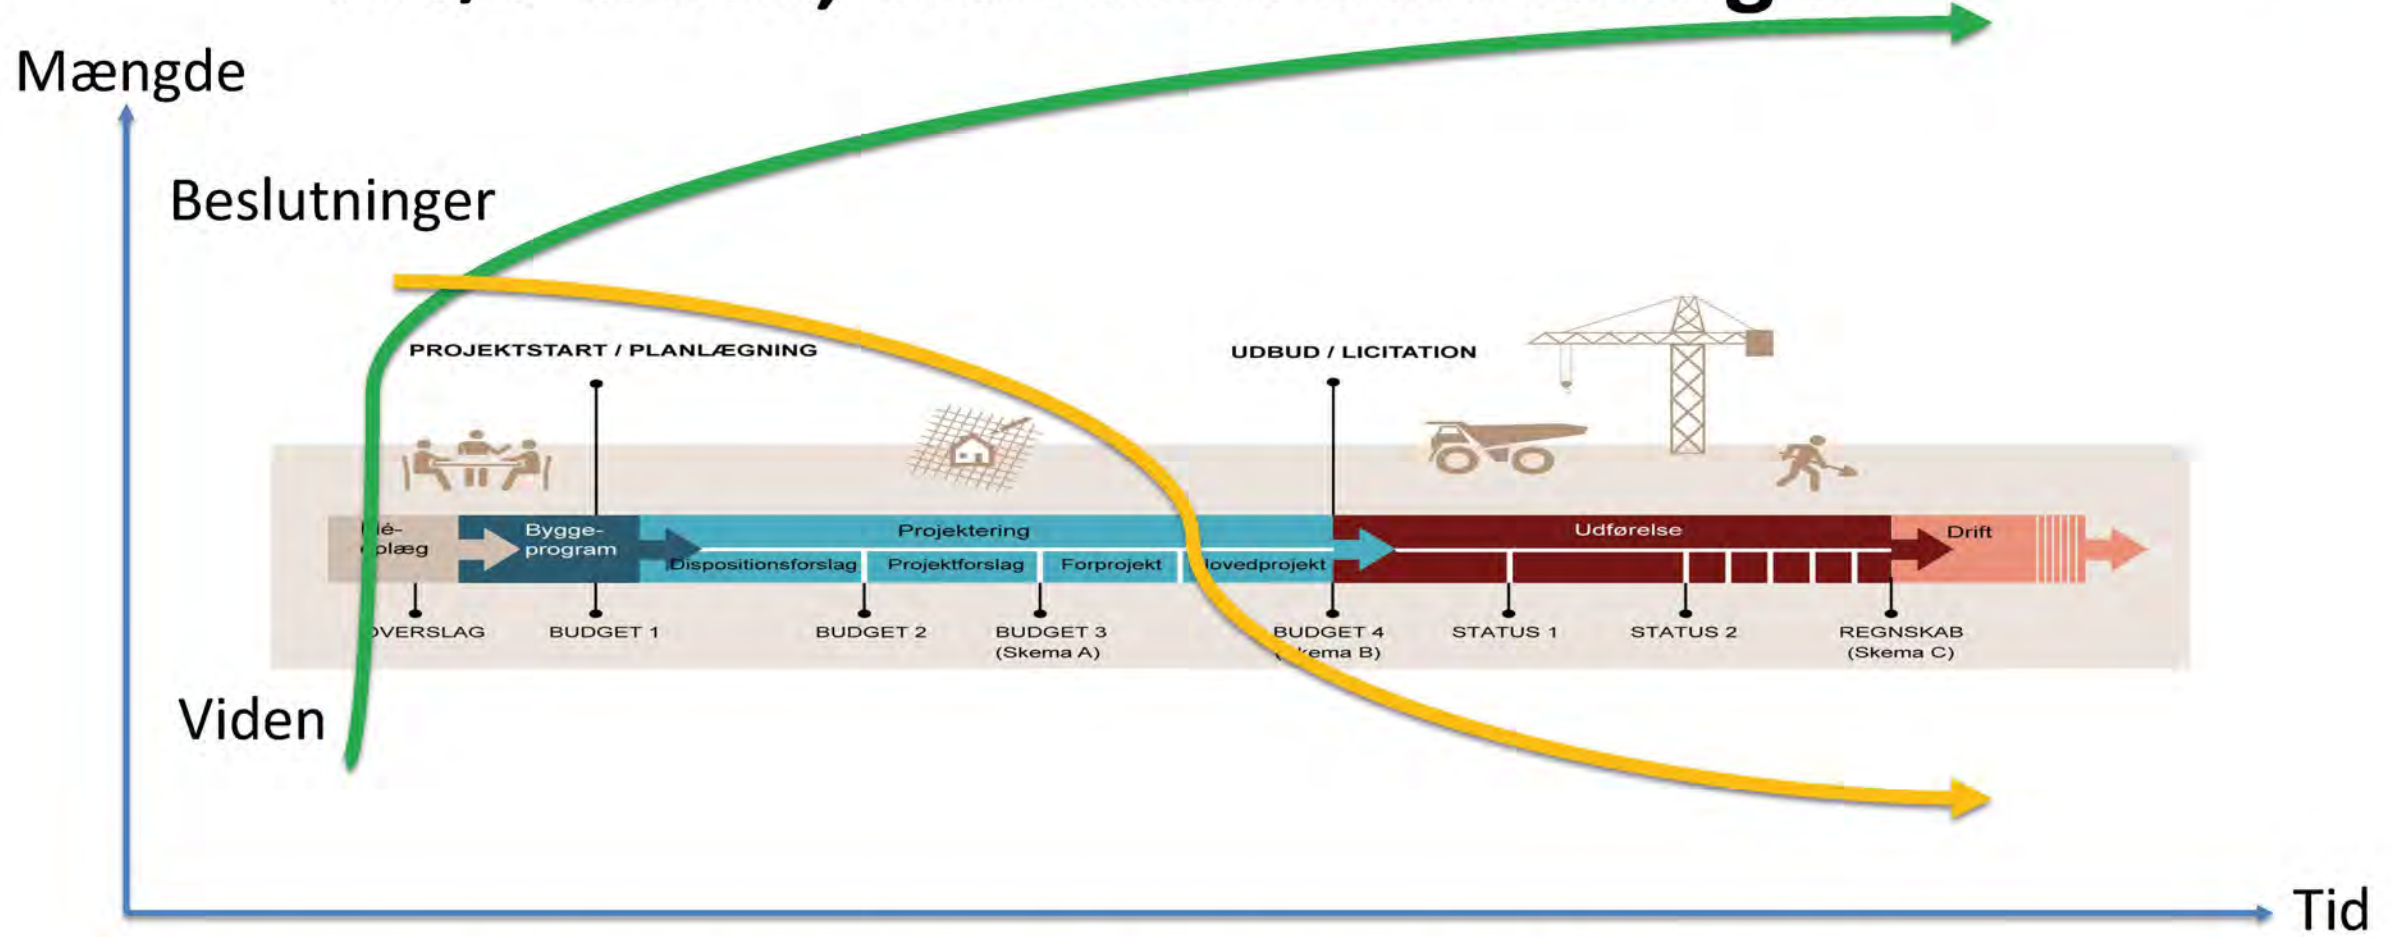 Mængde
Beslutninger
PROJEKTSTART / PLANLÆGNING
UDBUD / LICITATION
Bygge-
program
Projektering
Udførelse
Drift
Dispositionsforslag
Projektforslag
Forprojekt
BUDGET 1
BUDGET 2
BUDGET 3
(Skema A)
BUDGET 4
STATUS 1
STATUS 2
REGNSKAB
(Skema C)
Viden
Tid